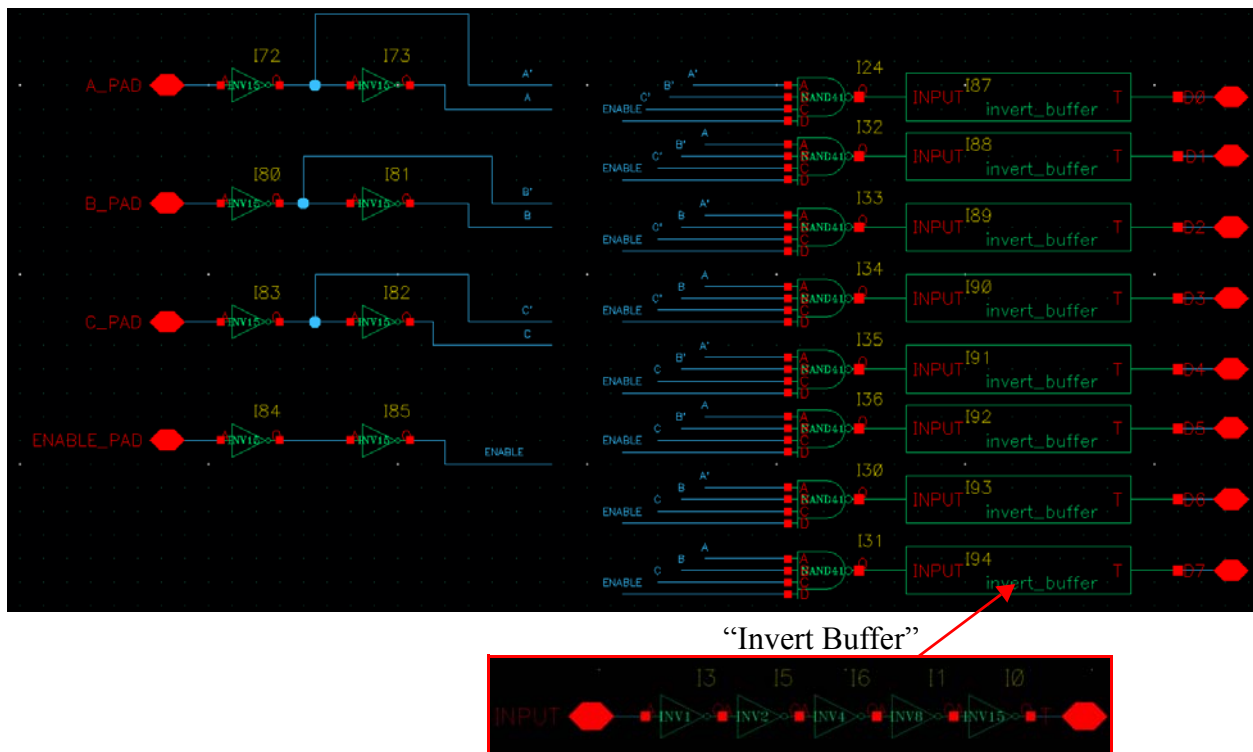 I72 I73
A_PAD A INV15 O A INV15 O A'
A
I80 I81
B_PAD A INV15 O A INV15 O B'
B
I83 I82
C_PAD A INV15 O A INV15 O C'
C
I84 I85
ENABLE_PAD A INV15 O A INV15 O
ENABLE
I24
A' B' C' ENABLE A B C D NAND41 O INPUT I87 invert_buffer T D0
I32
A B' C' ENABLE A B C D NAND41 O INPUT I88 invert_buffer T D1
I33
A' B C' ENABLE A B C D NAND41 O INPUT I89 invert_buffer T D2
I34
A B C' ENABLE A B C D NAND41 O INPUT I90 invert_buffer T D3
I35
A' B' C ENABLE A B C D NAND41 O INPUT I91 invert_buffer T D4
I36
A B' C ENABLE A B C D NAND41 O INPUT I92 invert_buffer T D5
I30
A' B C ENABLE A B C D NAND41 O INPUT I93 invert_buffer T D6
I31
A B C ENABLE A B C D NAND41 O INPUT I94 invert_buffer T D7
“Invert Buffer”
I3 I5 I6 I1 I0
INPUT A INV1 INV2 INV4 INV8 INV15 O T